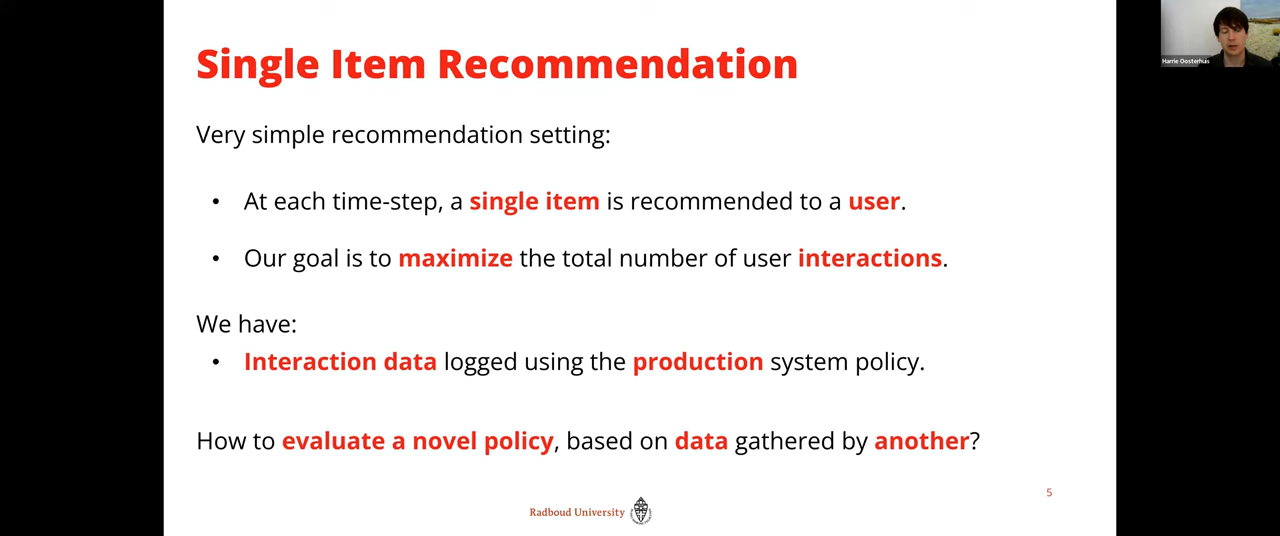 Single Item Recommendation
Harrie Oosterhuis
Very simple recommendation setting:
• At each time-step, a single item is recommended to a user.
• Our goal is to maximize the total number of user interactions.
We have:
• Interaction data logged using the production system policy.
How to evaluate a novel policy, based on data gathered by another?
5
Radboud University